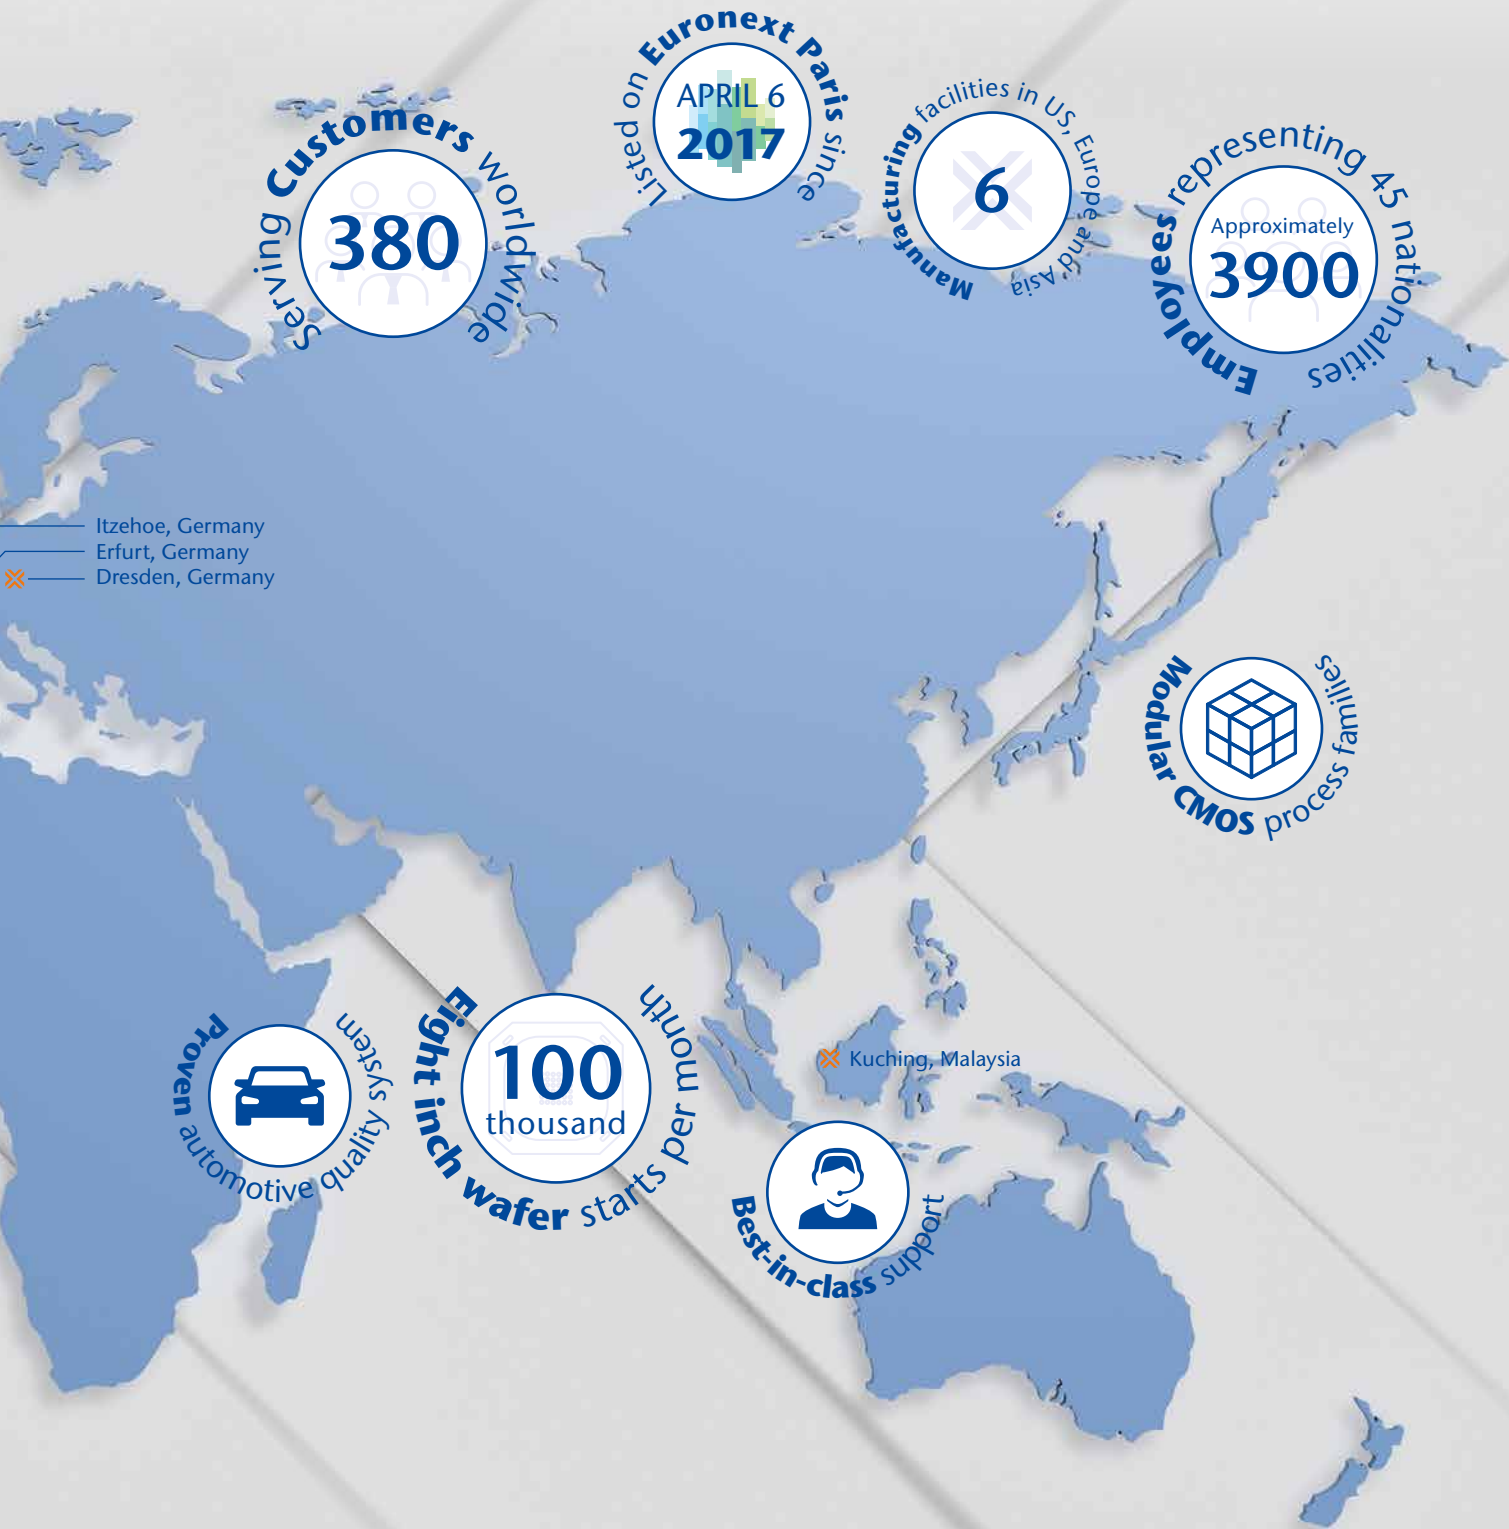 Listed on Euronext Paris since
APRIL 6
2017
Serving Customers worldwide
380
Manufacturing facilities in US, Europe and Asia
6
Employees representing 45 nationalities
Approximately
3900
Itzehoe, Germany
Erfurt, Germany
Dresden, Germany
Modular CMOS process families
Proven automotive quality system
Eight inch wafer starts per month
100
thousand
Kuching, Malaysia
Best-in-class support